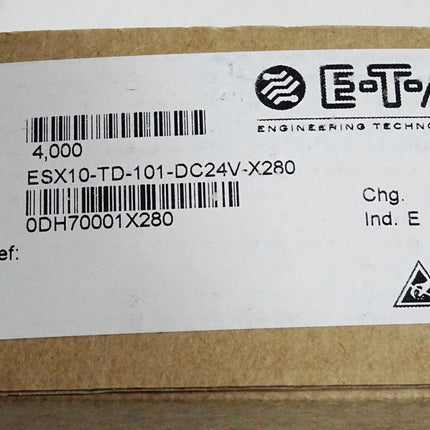 E-T-A
ENGINEERING TECHNO
4,000
ESX10-TD-101-DC24V-X280
0DH70001X280
Chg.
Ind. E
ef: